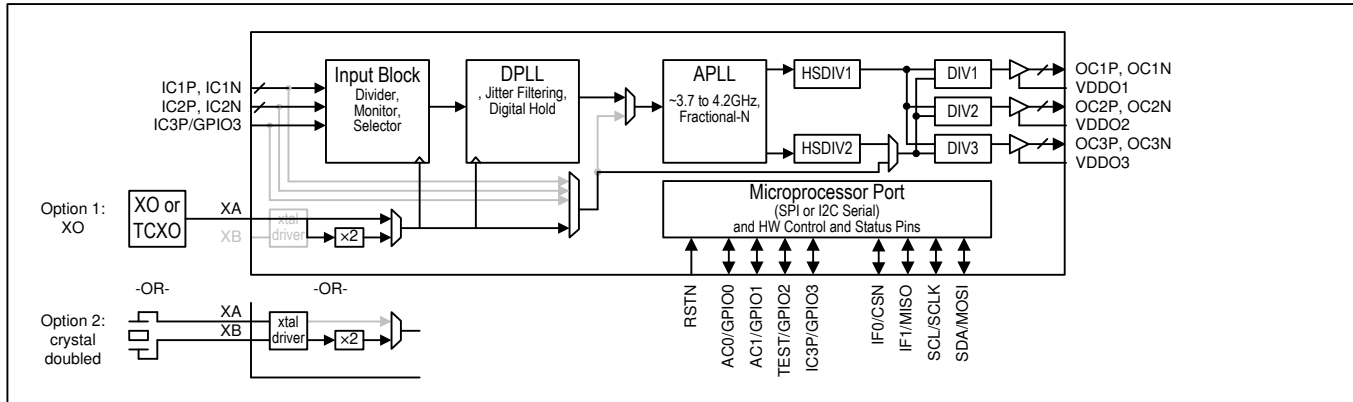 IC1P, IC1N
IC2P, IC2N
IC3P/GPIO3
Input Block
Divider,
Monitor,
Selector
DPLL
, Jitter Filtering,
Digital Hold
APLL
~3.7 to 4.2GHz,
Fractional-N
HSDIV1
HSDIV2
DIV1
DIV2
DIV3
OC1P, OC1N
VDDO1
OC2P, OC2N
VDDO2
OC3P, OC3N
VDDO3
Option 1:
XO
XO or
TCXO
XA
XB
xtal
driver
×2
Microprocessor Port
(SPI or I2C Serial)
and HW Control and Status Pins
RSTN
AC0/GPIO0
AC1/GPIO1
TEST/GPIO2
IC3P/GPIO3
IF0/CSN
IF1/MISO
SCL/SCLK
SDA/MOSI
-OR-
-OR-
Option 2:
crystal
doubled
XA
XB
xtal
driver
×2